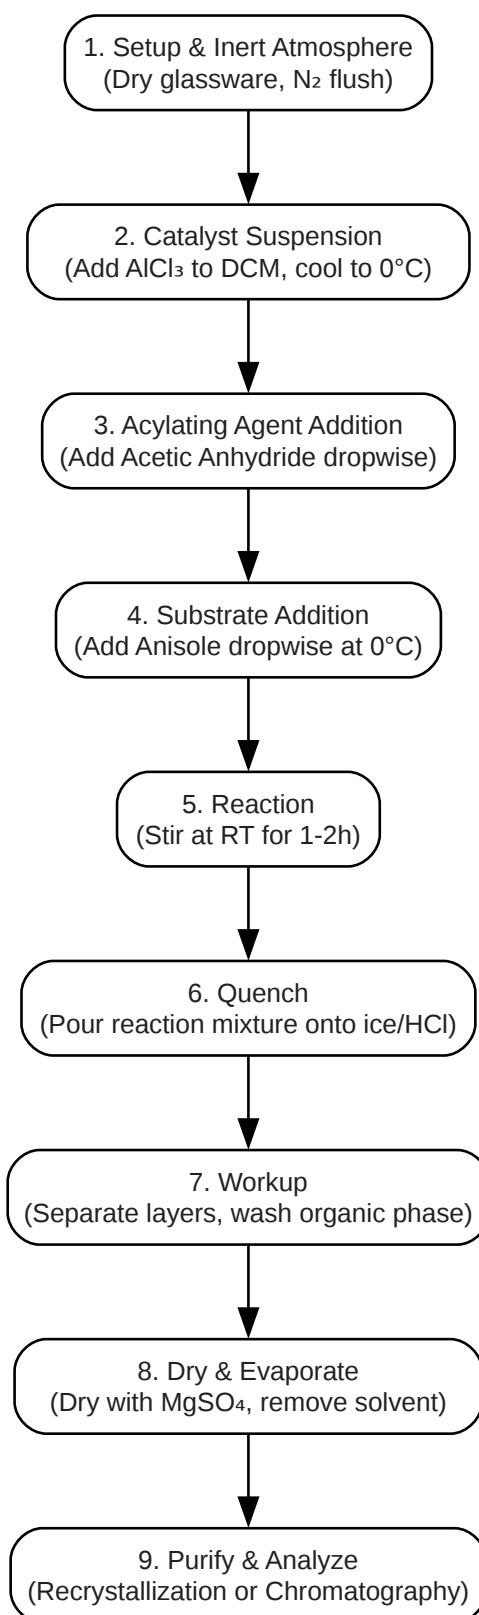 1. Setup & Inert Atmosphere
(Dry glassware, N₂ flush)
2. Catalyst Suspension
(Add AlCl₃ to DCM, cool to 0°C)
3. Acylating Agent Addition
(Add Acetic Anhydride dropwise)
4. Substrate Addition
(Add Anisole dropwise at 0°C)
5. Reaction
(Stir at RT for 1-2h)
6. Quench
(Pour reaction mixture onto ice/HCl)
7. Workup
(Separate layers, wash organic phase)
8. Dry & Evaporate
(Dry with MgSO₄, remove solvent)
9. Purify & Analyze
(Recrystallization or Chromatography)